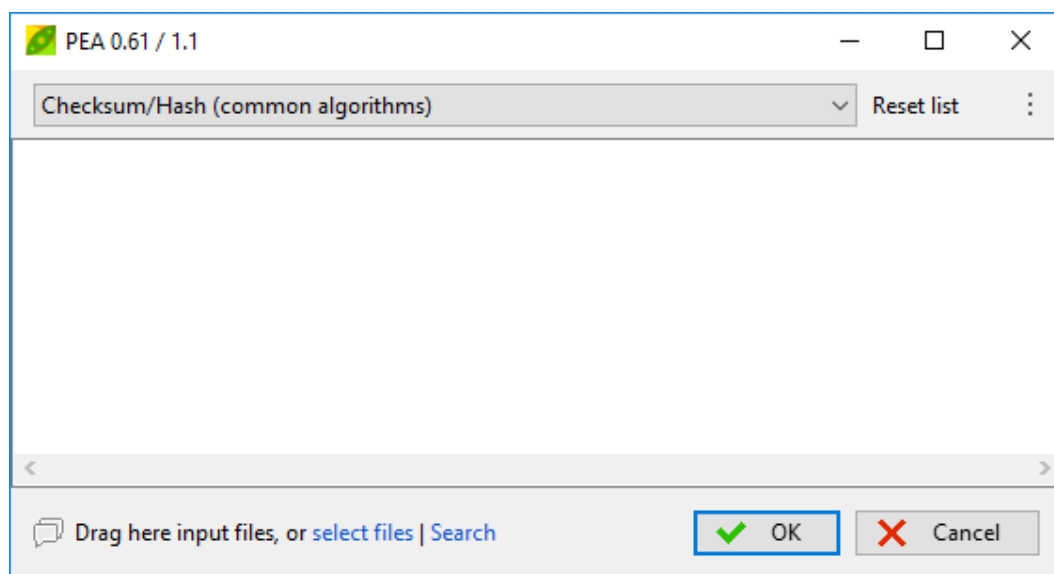 PEA 0.61 / 1.1
Checksum/Hash (common algorithms) Reset list
Drag here input files, or select files | Search OK Cancel